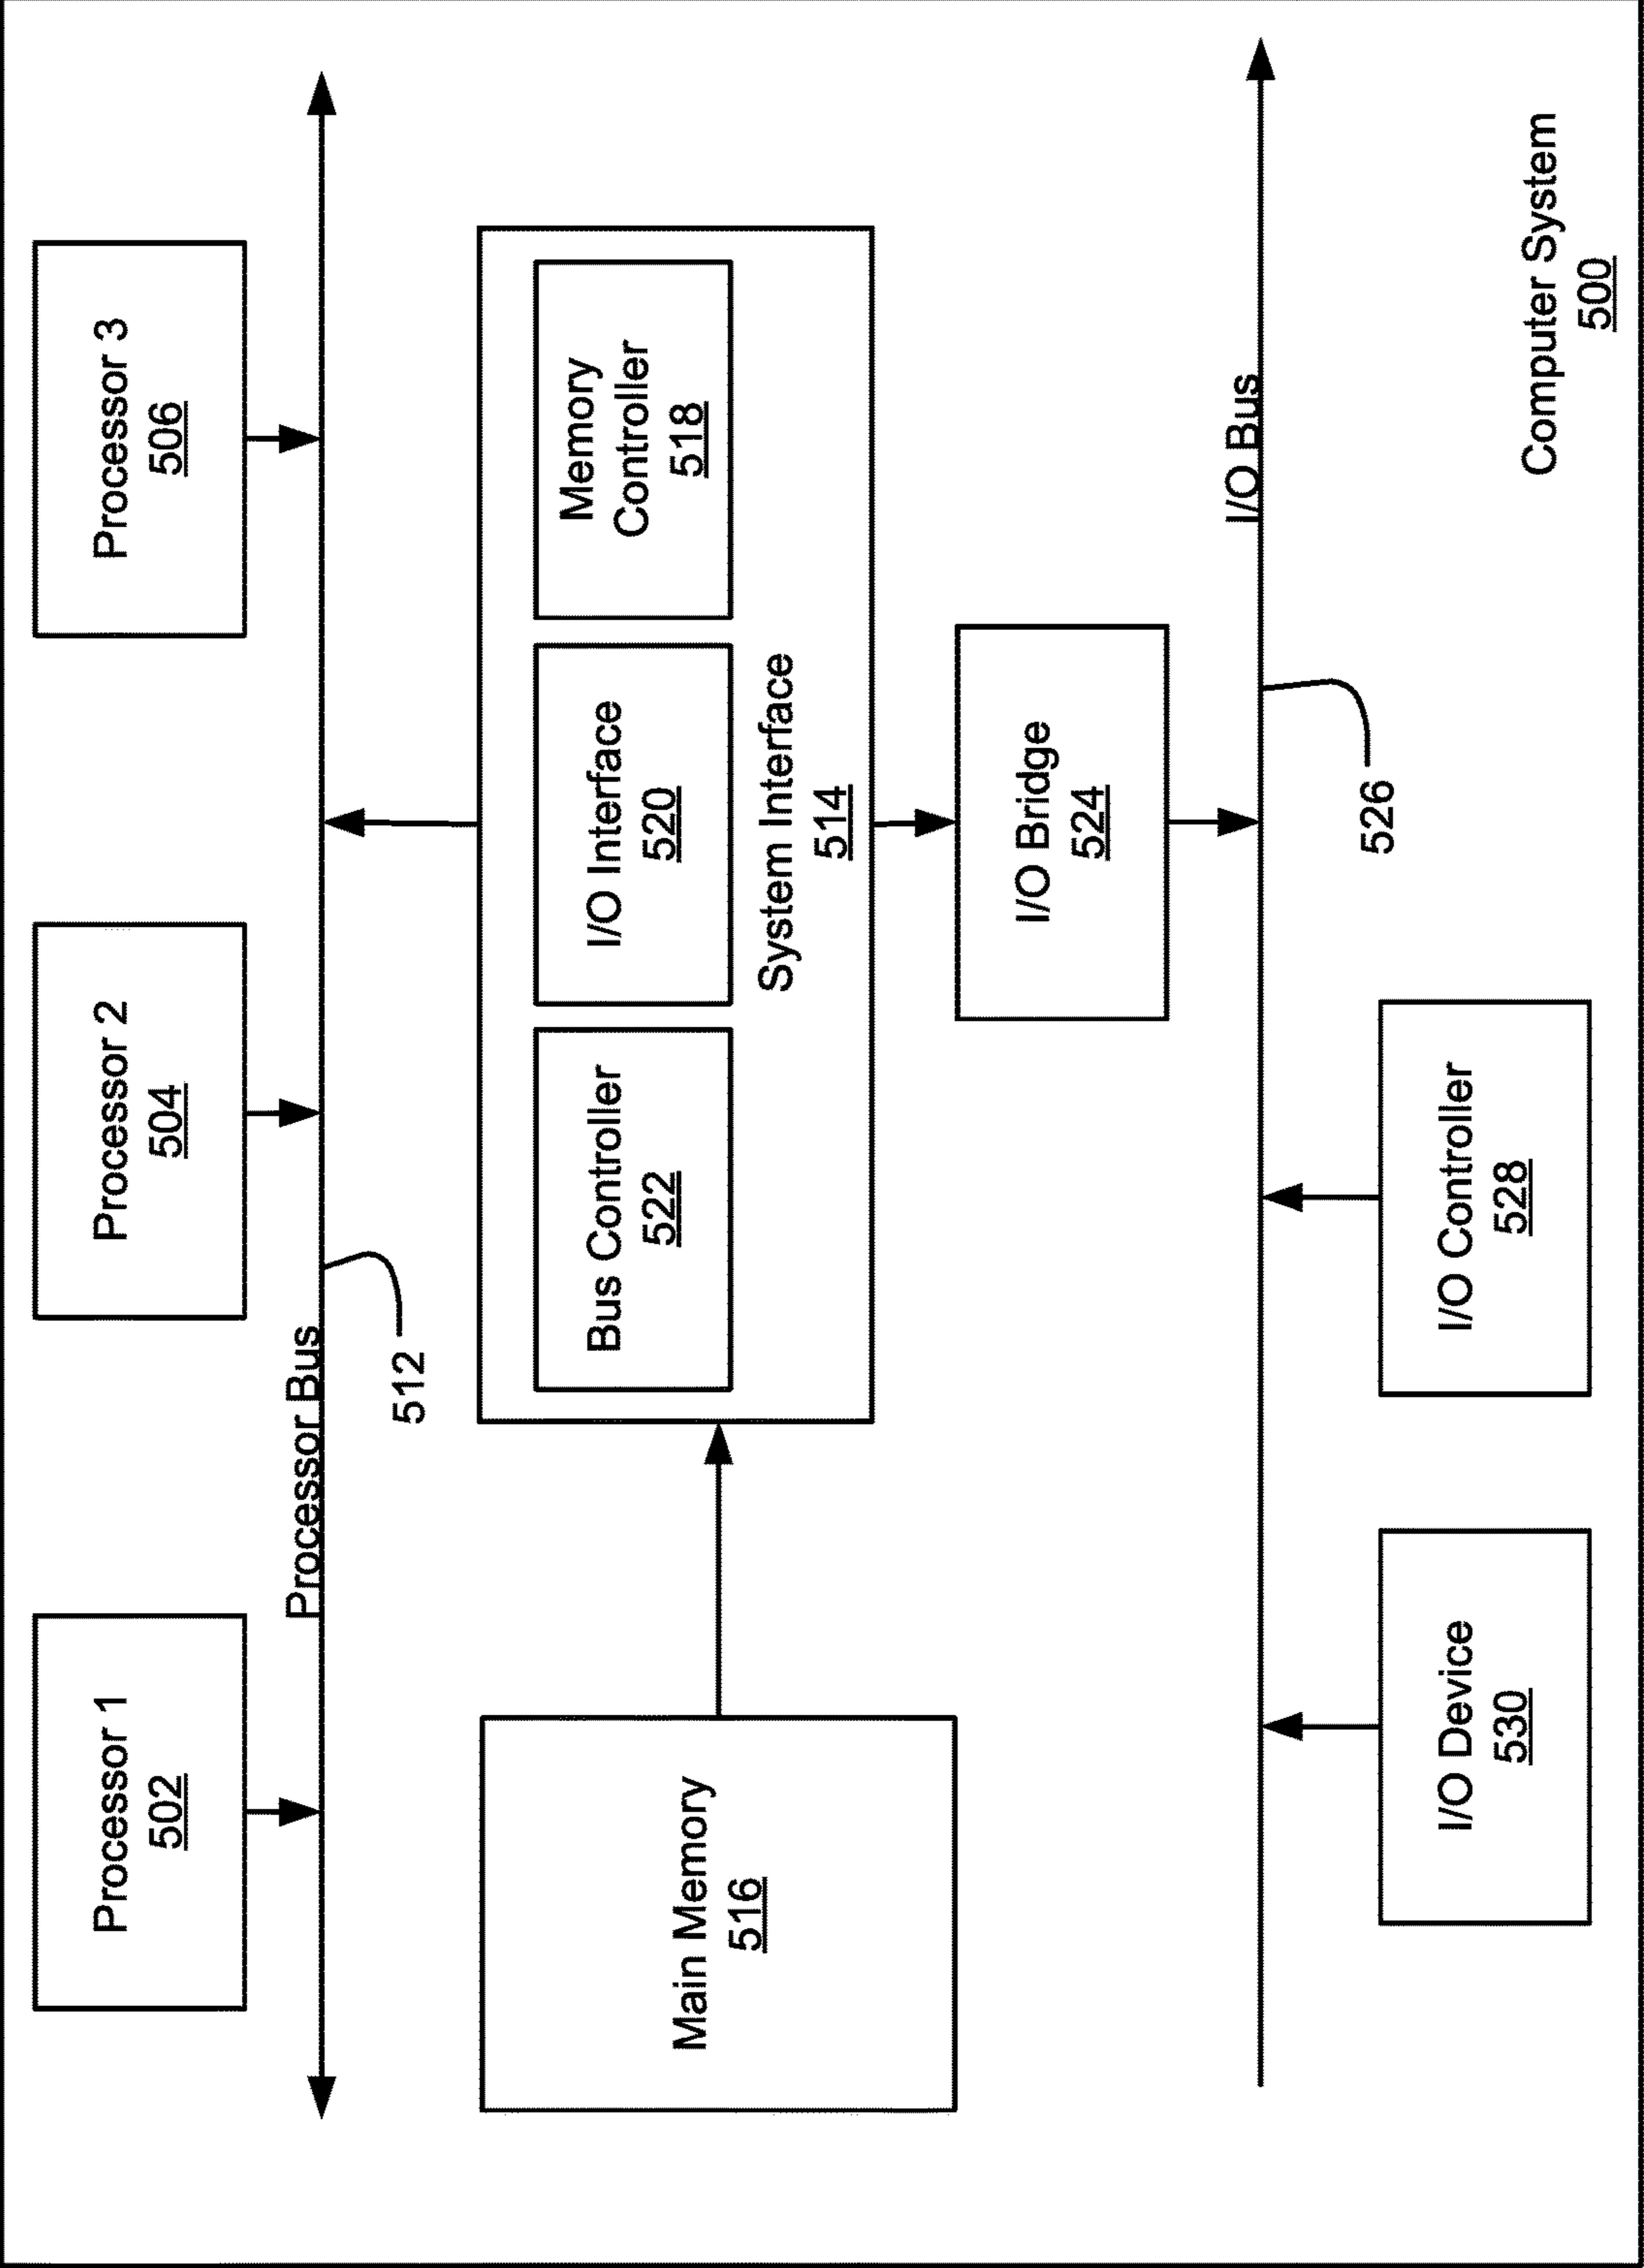 Processor 1
502
Processor 2
504
Processor 3
506
Processor Bus
512
Main Memory
516
Bus Controller
522
I/O Interface
520
Memory
Controller
518
System Interface
514
I/O Bridge
524
I/O Bus
526
I/O Device
530
I/O Controller
528
Computer System
500